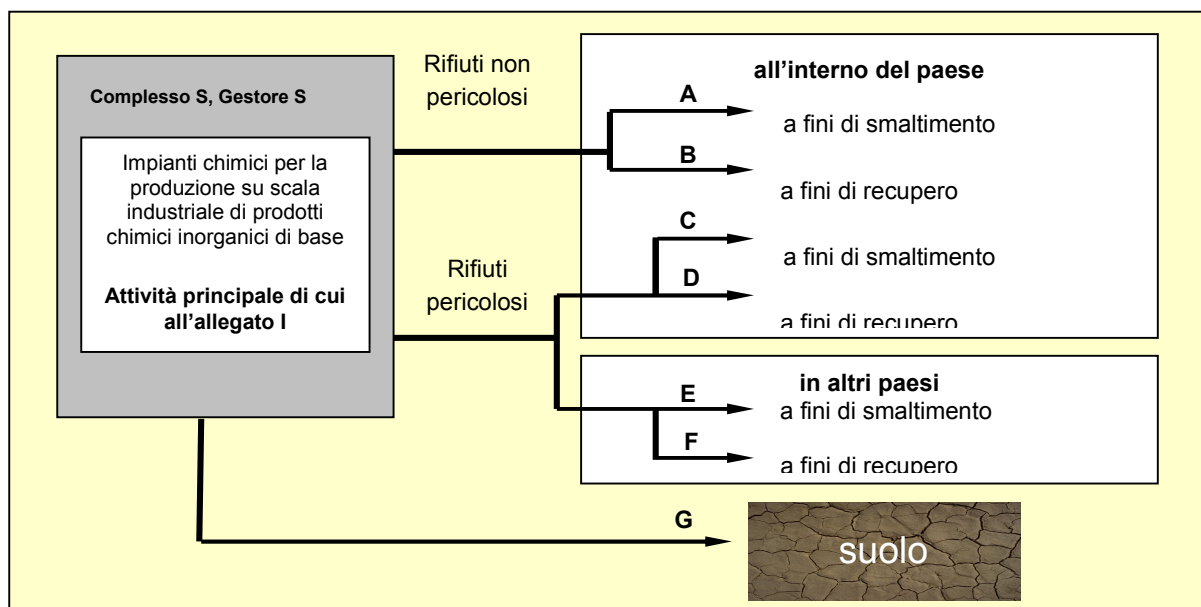 Complesso S, Gestore S
Impianti chimici per la
produzione su scala
industriale di prodotti
chimici inorganici di base
Attività principale di cui
all’allegato I
Rifiuti non
pericolosi
all’interno del paese
A
a fini di smaltimento
B
a fini di recupero
Rifiuti
pericolosi
C
a fini di smaltimento
D
a fini di recupero
in altri paesi
E
a fini di smaltimento
F
a fini di recupero
G
suolo